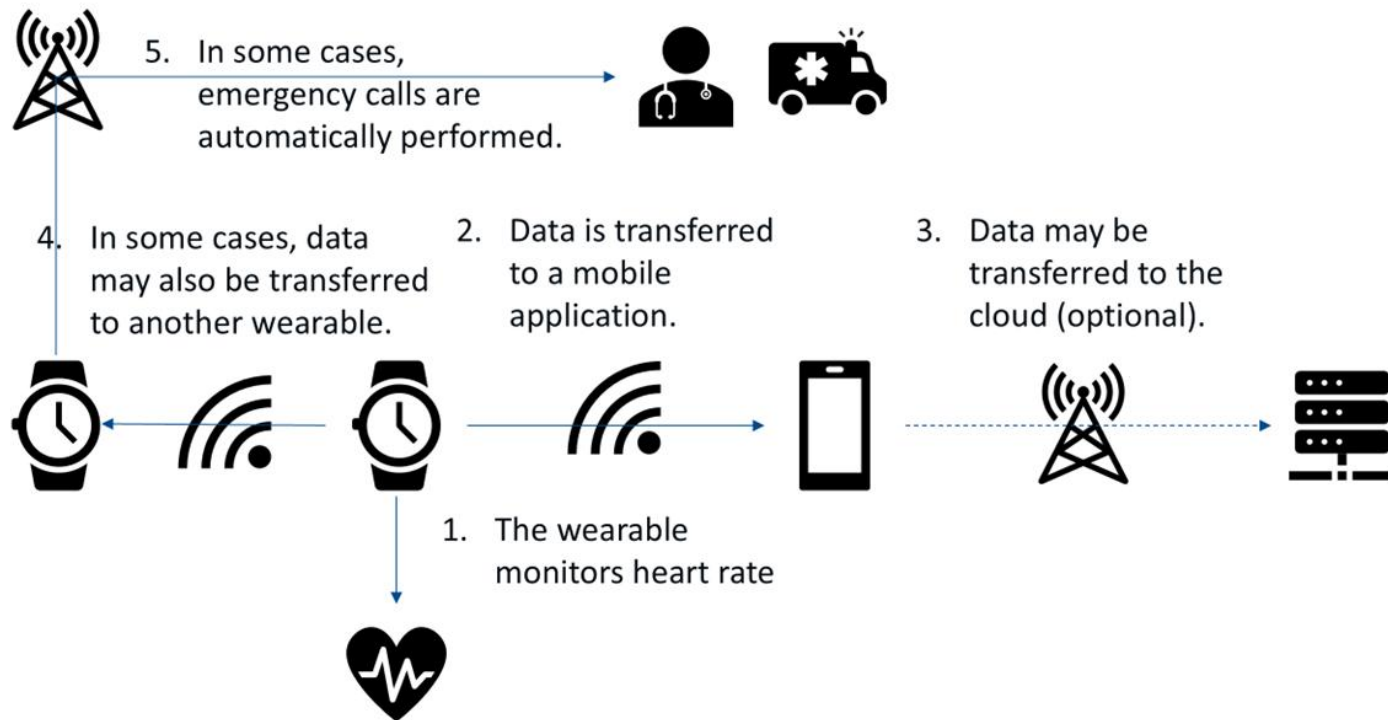 5. In some cases,
emergency calls are
automatically performed.
4. In some cases, data
may also be transferred
to another wearable.
2. Data is transferred
to a mobile
application.
3. Data may be
transferred to the
cloud (optional).
1. The wearable
monitors heart rate